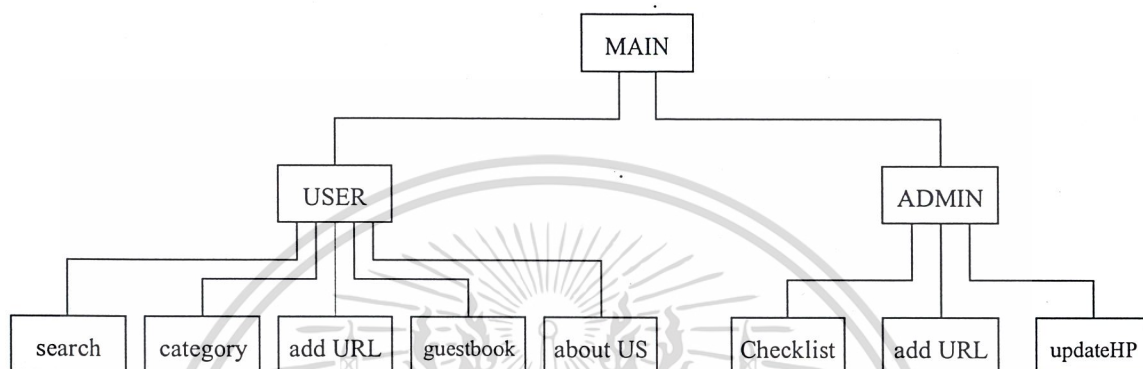 MAIN
USER
ADMIN
search
category
add URL
guestbook
about US
Checklist
add URL
updateHP